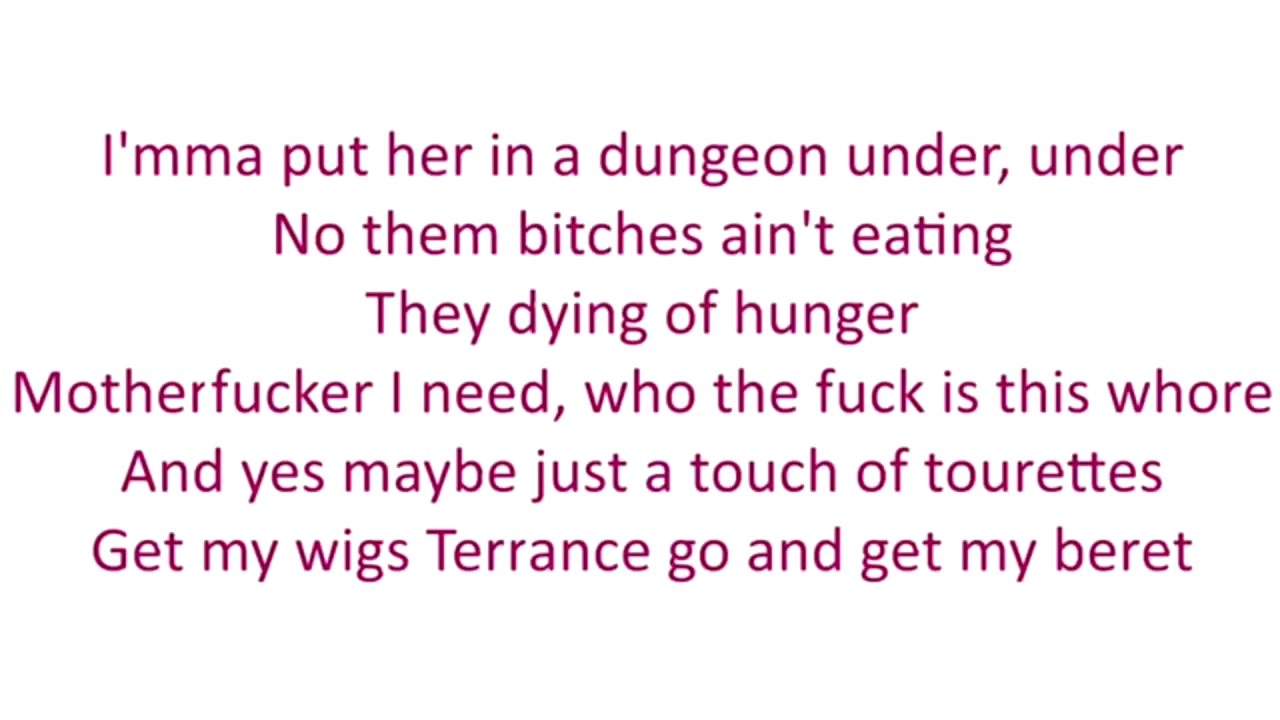 I'mma put her in a dungeon under, under
No them bitches ain't eating
They dying of hunger
Motherfucker I need, who the fuck is this whore
And yes maybe just a touch of tourettes
Get my wigs Terrance go and get my beret